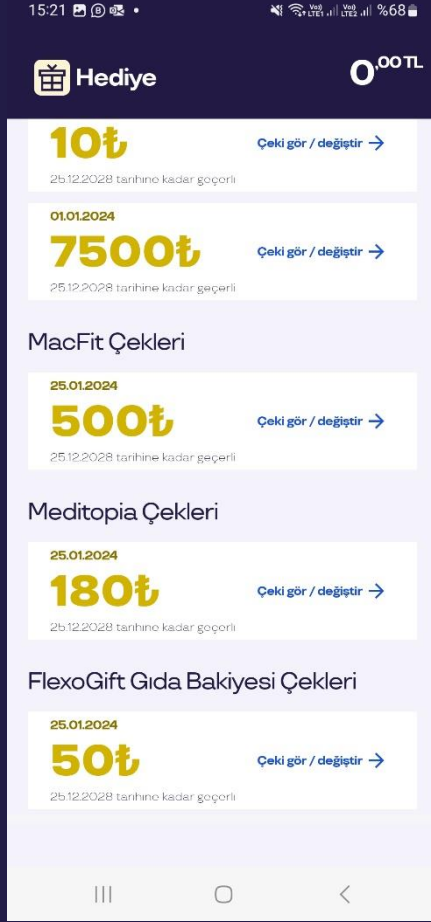 15:21
Vo) LTE1 Vo) LTE2 %68
Hediye
0,00 TL
10₺
Çeki gör / değiştir →
25.12.2028 tarihine kadar geçerli
01.01.2024
7500₺
Çeki gör / değiştir →
25.12.2028 tarihine kadar geçerli
MacFit Çekleri
25.01.2024
500₺
Çeki gör / değiştir →
25.12.2028 tarihine kadar geçerli
Meditopia Çekleri
25.01.2024
180₺
Çeki gör / değiştir →
25.12.2028 tarihine kadar geçerli
FlexoGift Gıda Bakiyesi Çekleri
25.01.2024
50₺
Çeki gör / değiştir →
25.12.2028 tarihine kadar geçerli